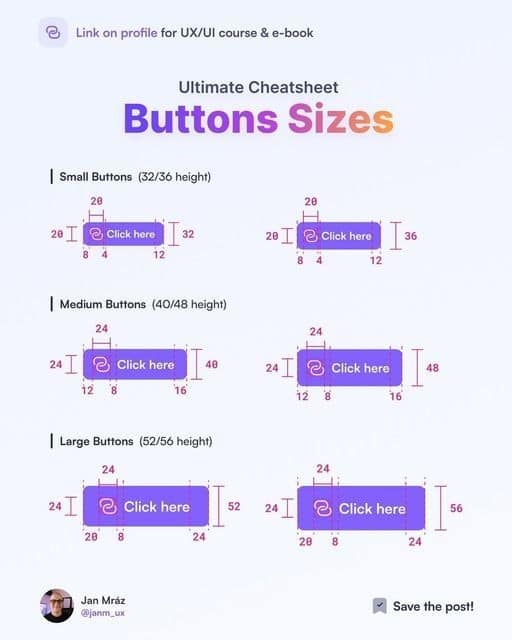 Link on profile for UX/UI course & e-book
Ultimate Cheatsheet
Buttons Sizes
Small Buttons (32/36 height)
20
20
Click here
32
8 4 12
20
20
Click here
36
8 4 12
Medium Buttons (40/48 height)
24
24
Click here
40
12 8 16
24
24
Click here
48
12 8 16
Large Buttons (52/56 height)
24
24
Click here
52
20 8 24
24
24
Click here
56
20 8 24
Jan Mráz
@janm_ux
Save the post!